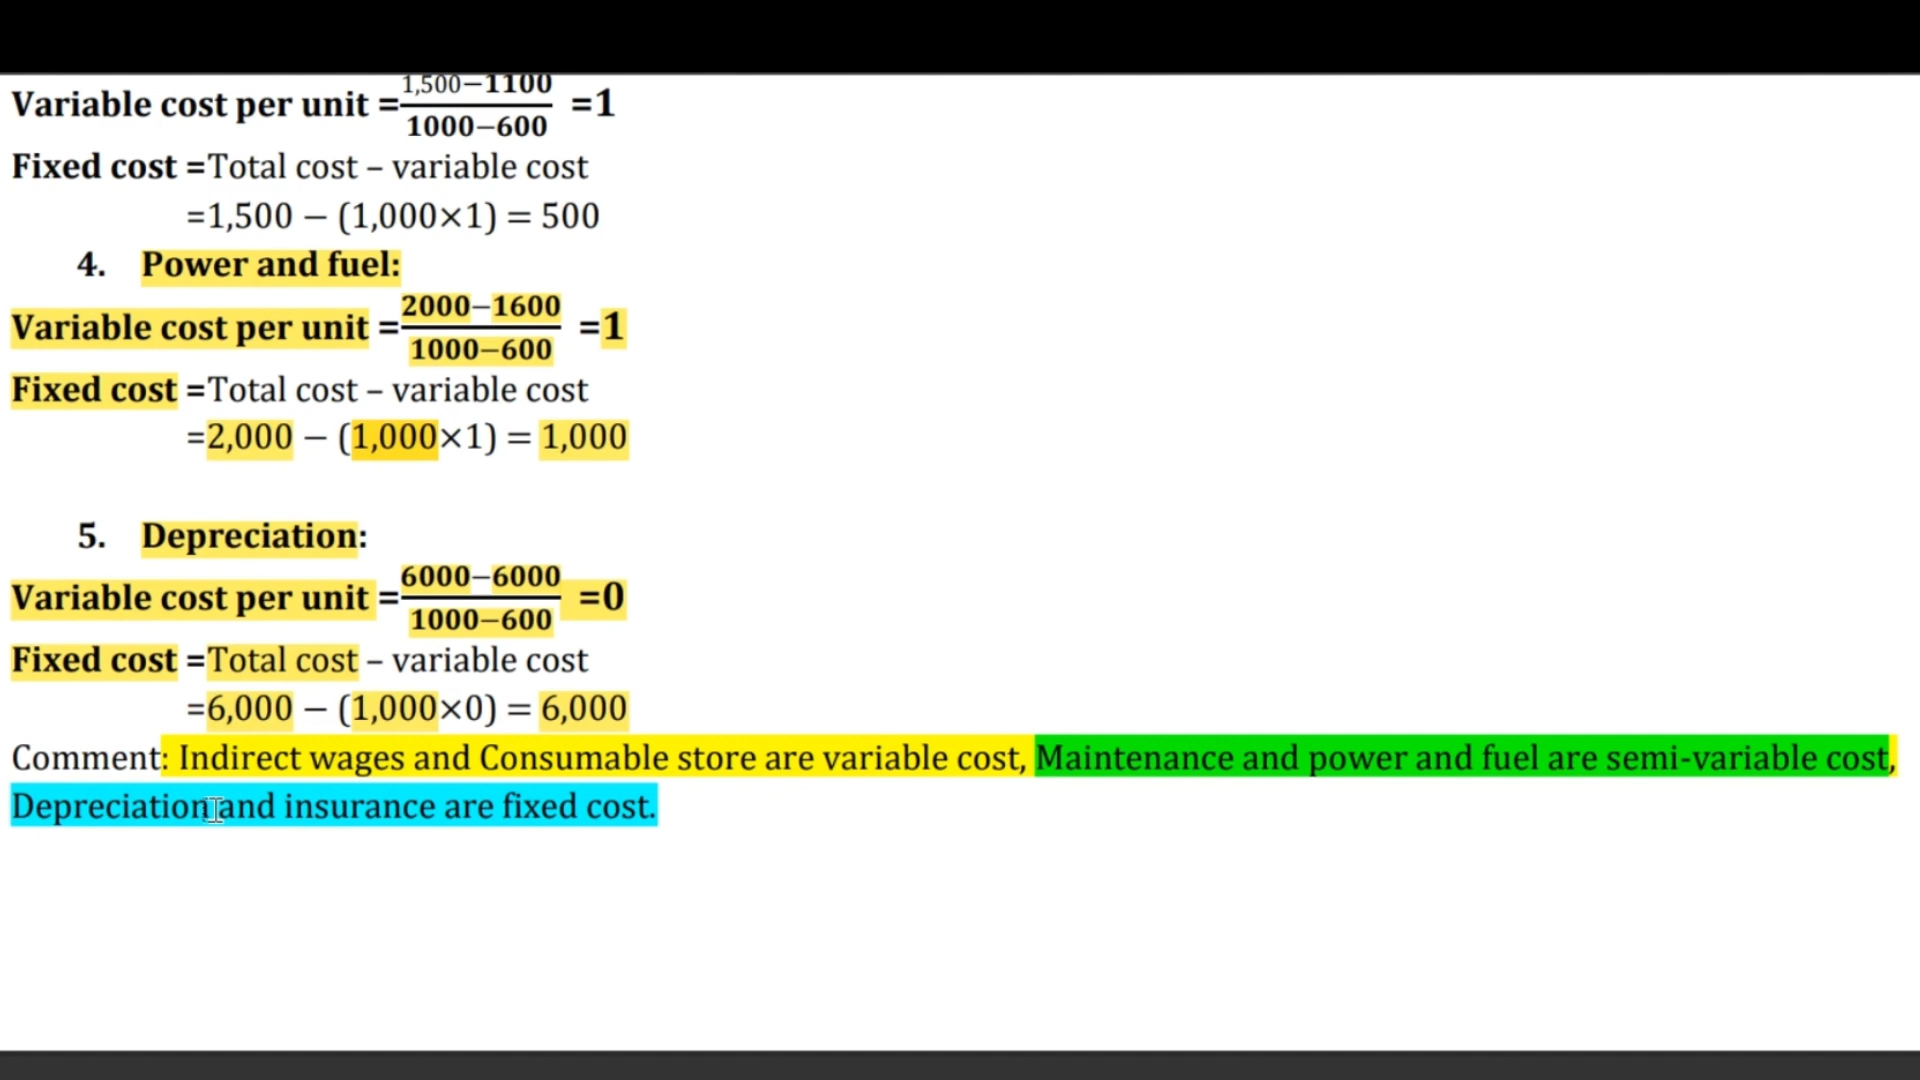 Variable cost per unit =1,500−1100/1000−600 =1
Fixed cost =Total cost – variable cost
=1,500 − (1,000×1) = 500
4. Power and fuel:
Variable cost per unit =2000−1600/1000−600 =1
Fixed cost =Total cost – variable cost
=2,000 − (1,000×1) = 1,000
5. Depreciation:
Variable cost per unit =6000−6000/1000−600 =0
Fixed cost =Total cost – variable cost
=6,000 − (1,000×0) = 6,000
Comment: Indirect wages and Consumable store are variable cost, Maintenance and power and fuel are semi-variable cost,
Depreciation and insurance are fixed cost.